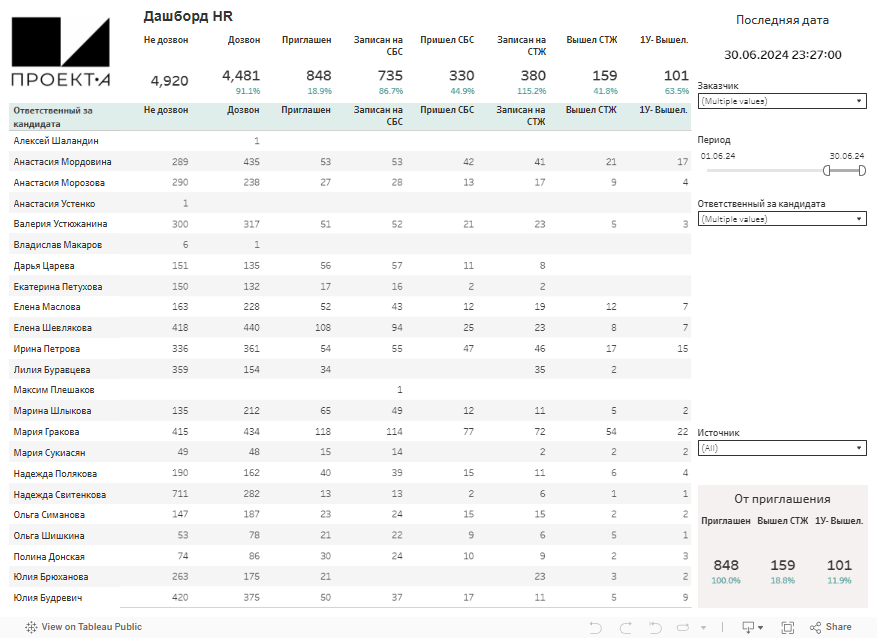 Дашборд HR
ПРОЕКТ·А
Не дозвон Дозвон Приглашен Записан на СБС Пришел СБС Записан на СТЖ Вышел СТЖ 1У- Вышел.
4,920 4,481 848 735 330 380 159 101
91.1% 18.9% 86.7% 44.9% 115.2% 41.8% 63.5%
Ответственный за кандидата Не дозвон Дозвон Приглашен Записан на СБС Пришел СБС Записан на СТЖ Вышел СТЖ 1У- Вышел.
Алексей Шаландин 1
Анастасия Мордовина 289 435 53 53 42 41 21 17
Анастасия Морозова 290 238 27 28 13 17 9 4
Анастасия Устенко 1
Валерия Устюжанина 300 317 51 52 21 23 5 3
Владислав Макаров 6 1
Дарья Царева 151 135 56 57 11 8
Екатерина Петухова 150 132 17 16 2 2
Елена Маслова 163 228 52 43 12 19 12 7
Елена Шевлякова 418 440 108 94 25 23 8 7
Ирина Петрова 336 361 54 55 47 46 17 15
Лилия Буравцева 359 154 34 35 2
Максим Плешаков 1
Марина Шлыкова 135 212 65 49 12 11 5 2
Мария Гракова 415 434 118 114 77 72 54 22
Мария Сукиасян 49 48 15 14 2 2 2
Надежда Полякова 190 162 40 39 15 11 6 4
Надежда Свитенкова 711 282 13 13 2 6 1 1
Ольга Симанова 147 187 23 24 15 15 2 2
Ольга Шишкина 53 78 21 22 9 6 5 1
Полина Донская 74 86 30 24 10 9 2 3
Юлия Брюханова 263 175 21 23 3 2
Юлия Будревич 420 375 50 37 17 11 5 9
Последняя дата
30.06.2024 23:27:00
Заказчик
(Multiple values)
Период
01.06.24 30.06.24
Ответственный за кандидата
(Multiple values)
Источник
(All)
От приглашения
Приглашен Вышел СТЖ 1У- Вышел.
848 159 101
100.0% 18.8% 11.9%
View on Tableau Public
Share